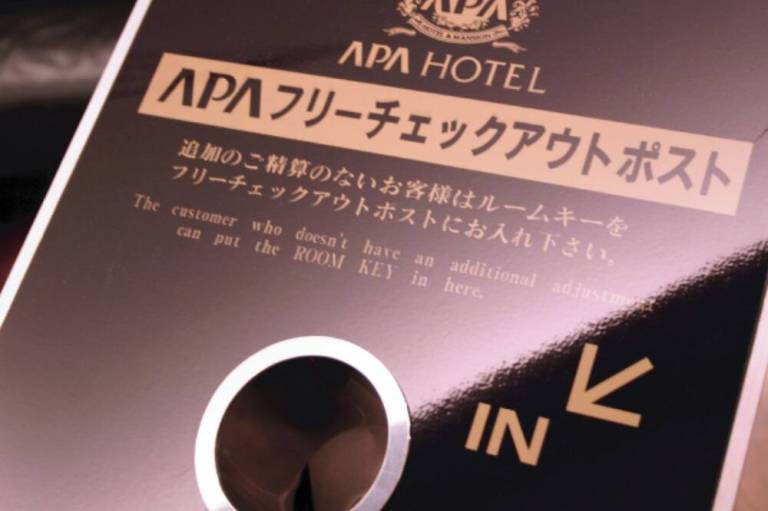 APA
APA HOTEL
APAフリーチェックアウトポスト
追加のご精算のないお客様はルームキーを
フリーチェックアウトポストにお入れ下さい。
The customer who doesn't have an additional adjustment
can put the ROOM KEY in here.
IN